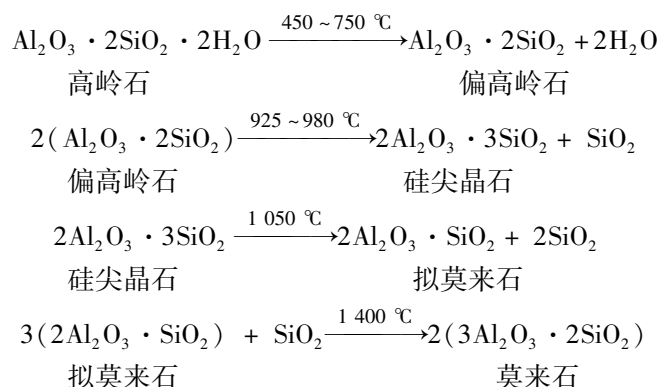 Al₂O₃·2SiO₂·2H₂O —450~750 ℃→ Al₂O₃·2SiO₂+2H₂O
高岭石 偏高岭石
2(Al₂O₃·2SiO₂) —925~980 ℃→ 2Al₂O₃·3SiO₂ + SiO₂
偏高岭石 硅尖晶石
2Al₂O₃·3SiO₂ —1 050 ℃→ 2Al₂O₃·SiO₂ + 2SiO₂
硅尖晶石 拟莫来石
3(2Al₂O₃·SiO₂) + SiO₂ —1 400 ℃→ 2(3Al₂O₃·2SiO₂)
拟莫来石 莫来石